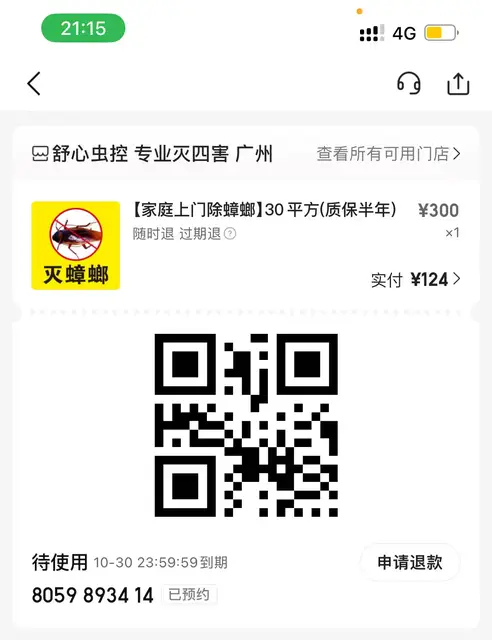 21:15
4G
舒心虫控 专业灭四害 广州
查看所有可用门店
【家庭上门除蟑螂】30平方(质保半年)
¥300
随时退 过期退
×1
灭蟑螂
实付 ¥124
待使用 10-30 23:59:59到期
申请退款
8059 8934 14 已预约